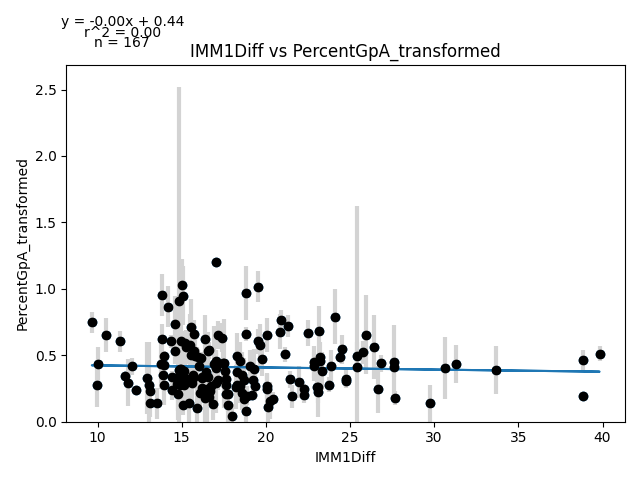 y = -0.00x + 0.44
r^2 = 0.00
n = 167
IMM1Diff vs PercentGpA_transformed
PercentGpA_transformed
2.5
2.0
1.5
1.0
0.5
0.0
10 15 20 25 30 35 40
IMM1Diff